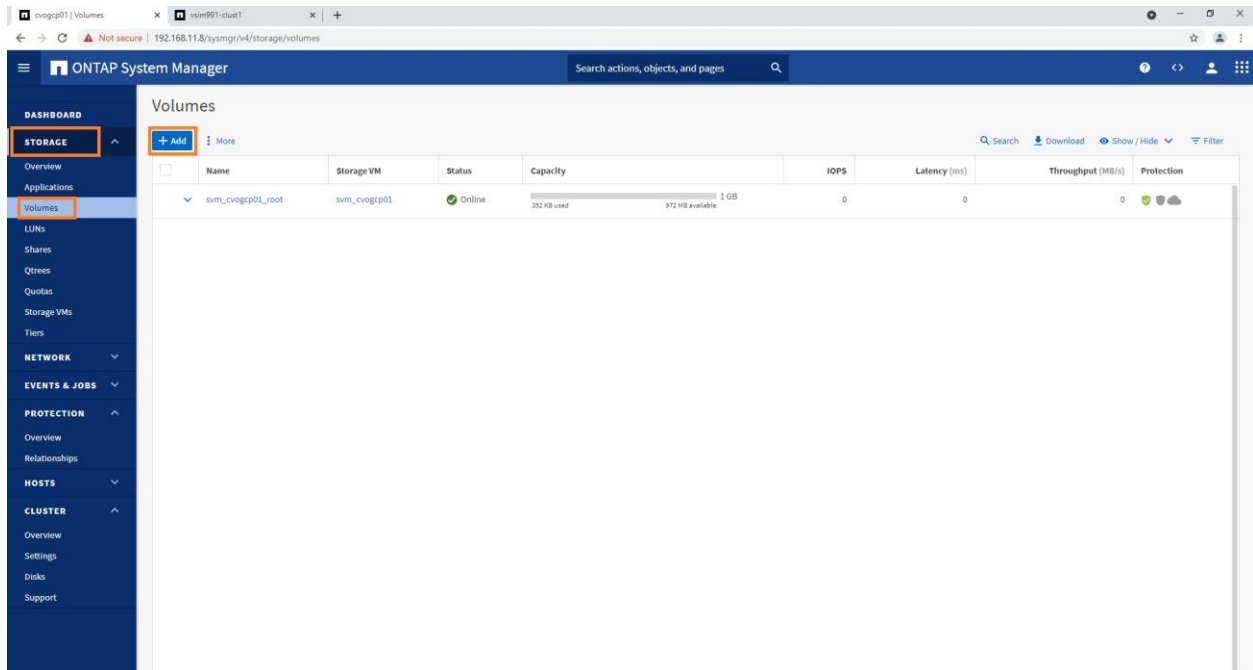 cvogcp01 | Volumes
vsim991-clust1
Not secure | 192.168.11.8/sysmgr/v4/storage/volumes
ONTAP System Manager
Search actions, objects, and pages
DASHBOARD
STORAGE
Overview
Applications
Volumes
LUNs
Shares
Qtrees
Quotas
Storage VMs
Tiers
NETWORK
EVENTS & JOBS
PROTECTION
Overview
Relationships
HOSTS
CLUSTER
Overview
Settings
Disks
Support
Volumes
+ Add More Search Download Show / Hide Filter
Name Storage VM Status Capacity IOPS Latency (ms) Throughput (MB/s) Protection
svm_cvogcp01_root svm_cvogcp01 Online 1 GB 0 0 0
352 KB used 972 MB available